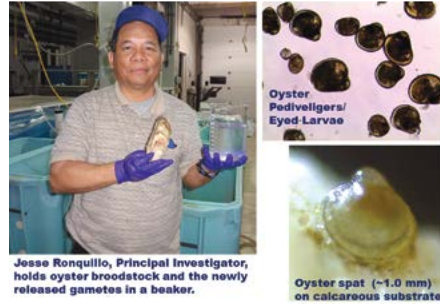 Oyster
Pediveligers/
Eyed-Larvae
Jesse Ronquillo, Principal Investigator,
holds oyster broodstock and the newly
released gametes in a beaker.
Oyster spat (~1.0 mm)
on calcareous substrate